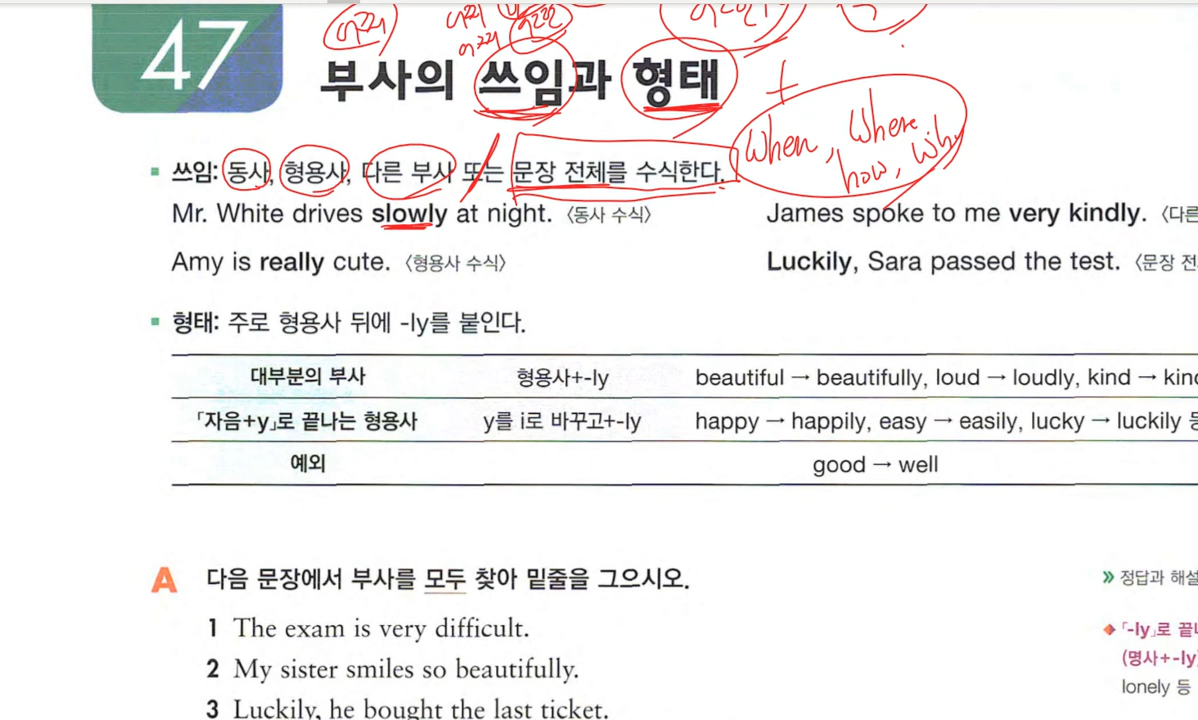 47
어찌
어찌
어찌
부사의 쓰임과 형태
+
when, where
how, why
쓰임: 동사, 형용사, 다른 부사 또는 문장 전체를 수식한다.
Mr. White drives slowly at night. 〈동사 수식〉
James spoke to me very kindly. 〈다른
Amy is really cute. 〈형용사 수식〉
Luckily, Sara passed the test. 〈문장 전
형태: 주로 형용사 뒤에 -ly를 붙인다.
대부분의 부사 형용사+-ly beautiful → beautifully, loud → loudly, kind → kind
「자음+y」로 끝나는 형용사 y를 i로 바꾸고+-ly happy → happily, easy → easily, lucky → luckily 등
예외 good → well
A 다음 문장에서 부사를 모두 찾아 밑줄을 그으시오.
1 The exam is very difficult.
2 My sister smiles so beautifully.
3 Luckily, he bought the last ticket.
» 정답과 해설
「-ly」로 끝나
(명사+-ly)
lonely 등